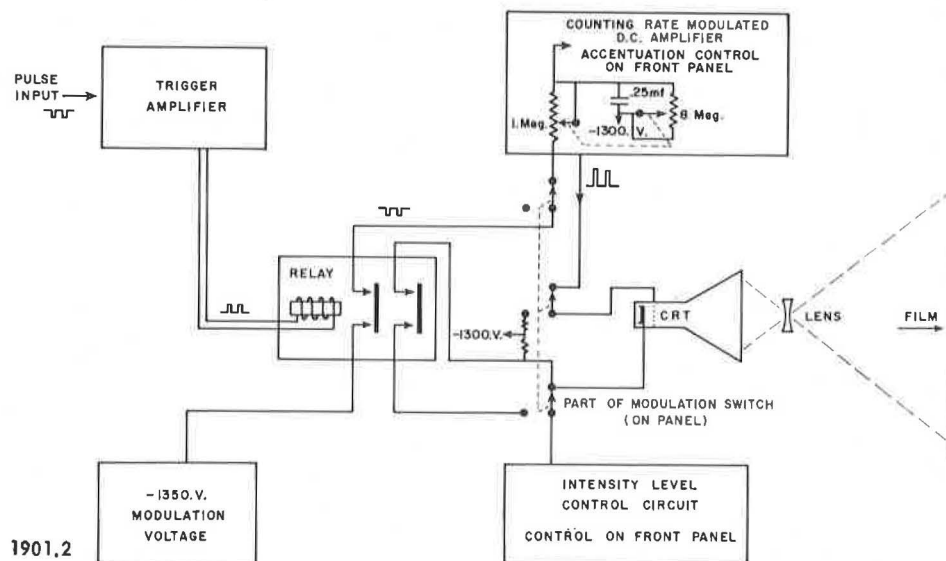 COUNTING RATE MODULATED
D.C. AMPLIFIER
ACCENTUATION CONTROL
ON FRONT PANEL
.25mf
1. Mag.
8 Mag.
-1300. V.
PULSE
INPUT
TRIGGER
AMPLIFIER
RELAY
-1300.V.
CRT
LENS
FILM
PART OF MODULATION SWITCH
(ON PANEL)
-1350.V.
MODULATION
VOLTAGE
INTENSITY LEVEL
CONTROL CIRCUIT
CONTROL ON FRONT PANEL
1901.2